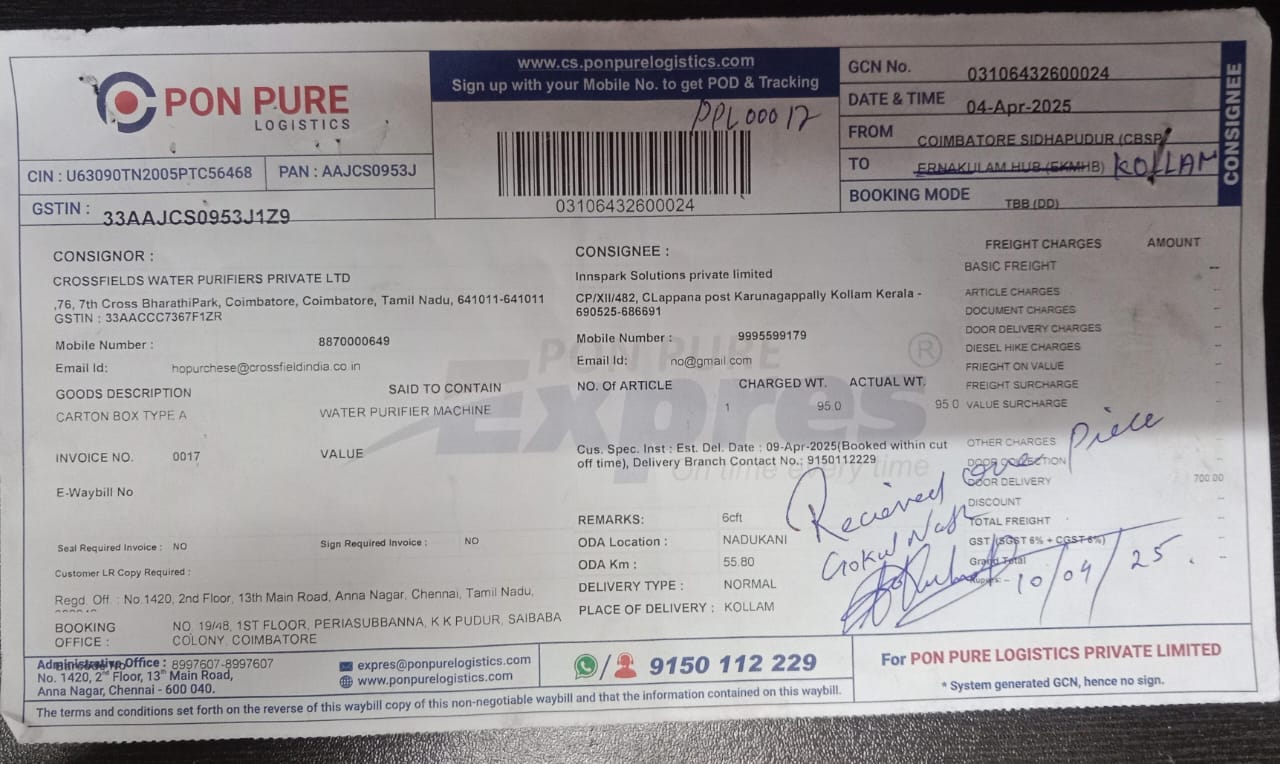 PON PURE
LOGISTICS
CIN : U63090TN2005PTC56468 PAN : AAJCS0953J
GSTIN : 33AAJCS0953J1Z9
www.cs.ponpurelogistics.com
Sign up with your Mobile No. to get POD & Tracking
PPL00017
03106432600024
GCN No. 03106432600024
DATE & TIME 04-Apr-2025
FROM COIMBATORE SIDHAPUDUR (CBSP)
TO ERNAKULAM HUB (EKMHB) KOLLAM
BOOKING MODE TBB (DD)
CONSIGNEE
CONSIGNOR :
CROSSFIELDS WATER PURIFIERS PRIVATE LTD
,76, 7th Cross BharathiPark, Coimbatore, Coimbatore, Tamil Nadu, 641011-641011
GSTIN : 33AACCC7367F1ZR
Mobile Number : 8870000649
Email Id: hopurchese@crossfieldindia.co.in
GOODS DESCRIPTION SAID TO CONTAIN
CARTON BOX TYPE A WATER PURIFIER MACHINE
INVOICE NO. 0017 VALUE
E-Waybill No
Seal Required Invoice : NO Sign Required Invoice : NO
Customer LR Copy Required :
Regd. Off. : No.1420, 2nd Floor, 13th Main Road, Anna Nagar, Chennai, Tamil Nadu,
BOOKING OFFICE : NO. 19/48, 1ST FLOOR, PERIASUBBANNA, K K PUDUR, SAIBABA
COLONY, COIMBATORE
CONSIGNEE :
Innspark Solutions private limited
CP/XII/482, CLappana post Karunagappally Kollam Kerala -
690525-686691
Mobile Number : 9995599179
Email Id: no@gmail.com
NO. OF ARTICLE CHARGED WT. ACTUAL WT.
1 95.0 95.0
Cus. Spec. Inst : Est. Del. Date : 09-Apr-2025(Booked within cut
off time), Delivery Branch Contact No.: 9150112229
REMARKS: 6cft
ODA Location : NADUKANI
ODA Km : 55.80
DELIVERY TYPE : NORMAL
PLACE OF DELIVERY : KOLLAM
PON PURE
Expres ®
On time every time
FREIGHT CHARGES AMOUNT
BASIC FREIGHT --
ARTICLE CHARGES --
DOCUMENT CHARGES --
DOOR DELIVERY CHARGES --
DIESEL HIKE CHARGES --
FRIEGHT ON VALUE --
FREIGHT SURCHARGE --
VALUE SURCHARGE --
OTHER CHARGES --
DOOR COLLECTION --
DOOR DELIVERY 700.00
DISCOUNT --
TOTAL FREIGHT --
GST (SGST 6% + CGST 6%) --
Grand Total --
Rupees: -
Recieved one Piece
Gokul Nath
10/04/25.
Administrative Office : 8997607-8997607
No. 1420, 2nd Floor, 13th Main Road,
Anna Nagar, Chennai - 600 040.
expres@ponpurelogistics.com
www.ponpurelogistics.com
/ 9150 112 229
For PON PURE LOGISTICS PRIVATE LIMITED
* System generated GCN, hence no sign.
The terms and conditions set forth on the reverse of this waybill copy of this non-negotiable waybill and that the information contained on this waybill.